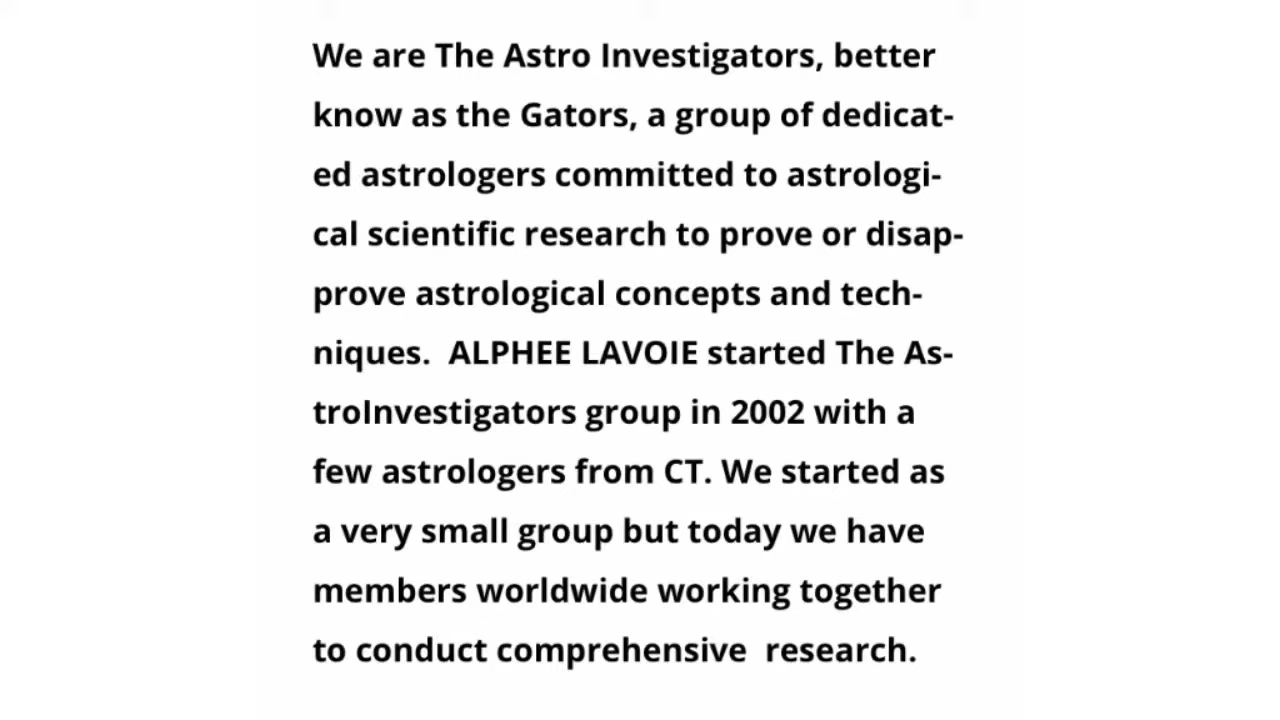 We are The Astro Investigators, better
know as the Gators, a group of dedicat-
ed astrologers committed to astrologi-
cal scientific research to prove or disap-
prove astrological concepts and tech-
niques.  ALPHEE LAVOIE started The As-
troInvestigators group in 2002 with a
few astrologers from CT. We started as
a very small group but today we have
members worldwide working together
to conduct comprehensive  research.